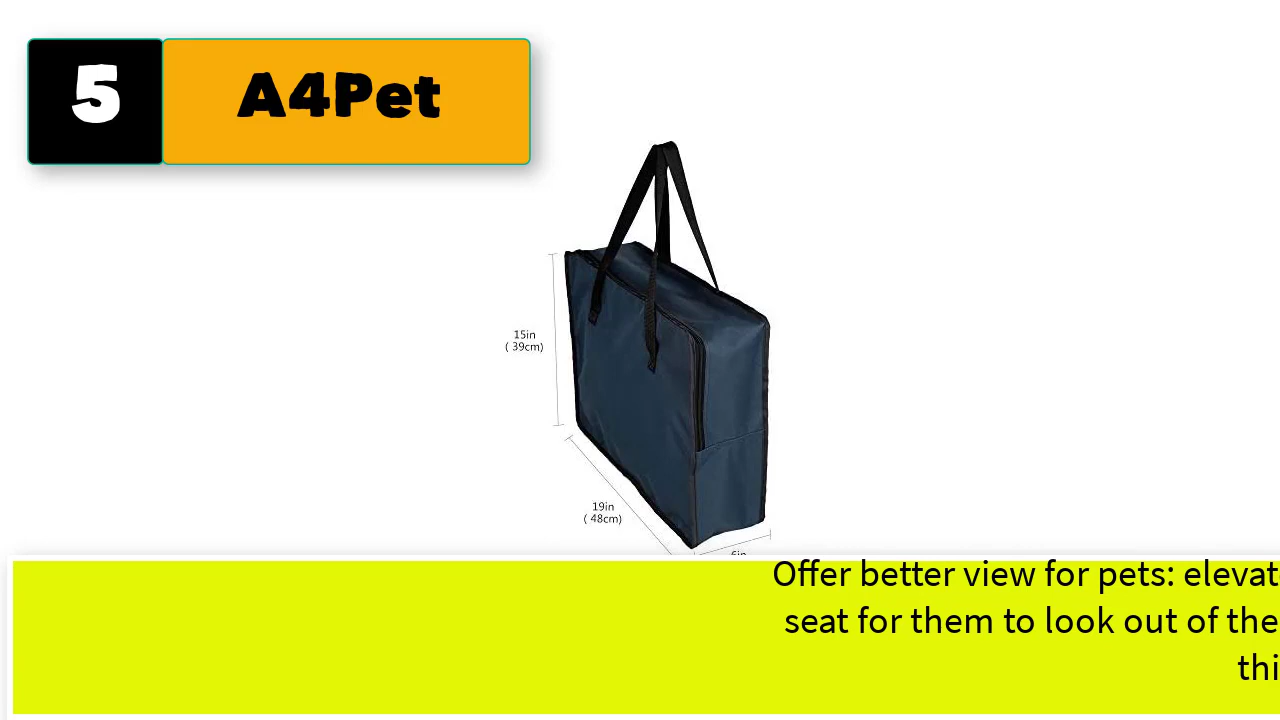 5
A4Pet
15in
( 39cm)
19in
( 48cm)
6in
Offer better view for pets: elevat
seat for them to look out of the
thi